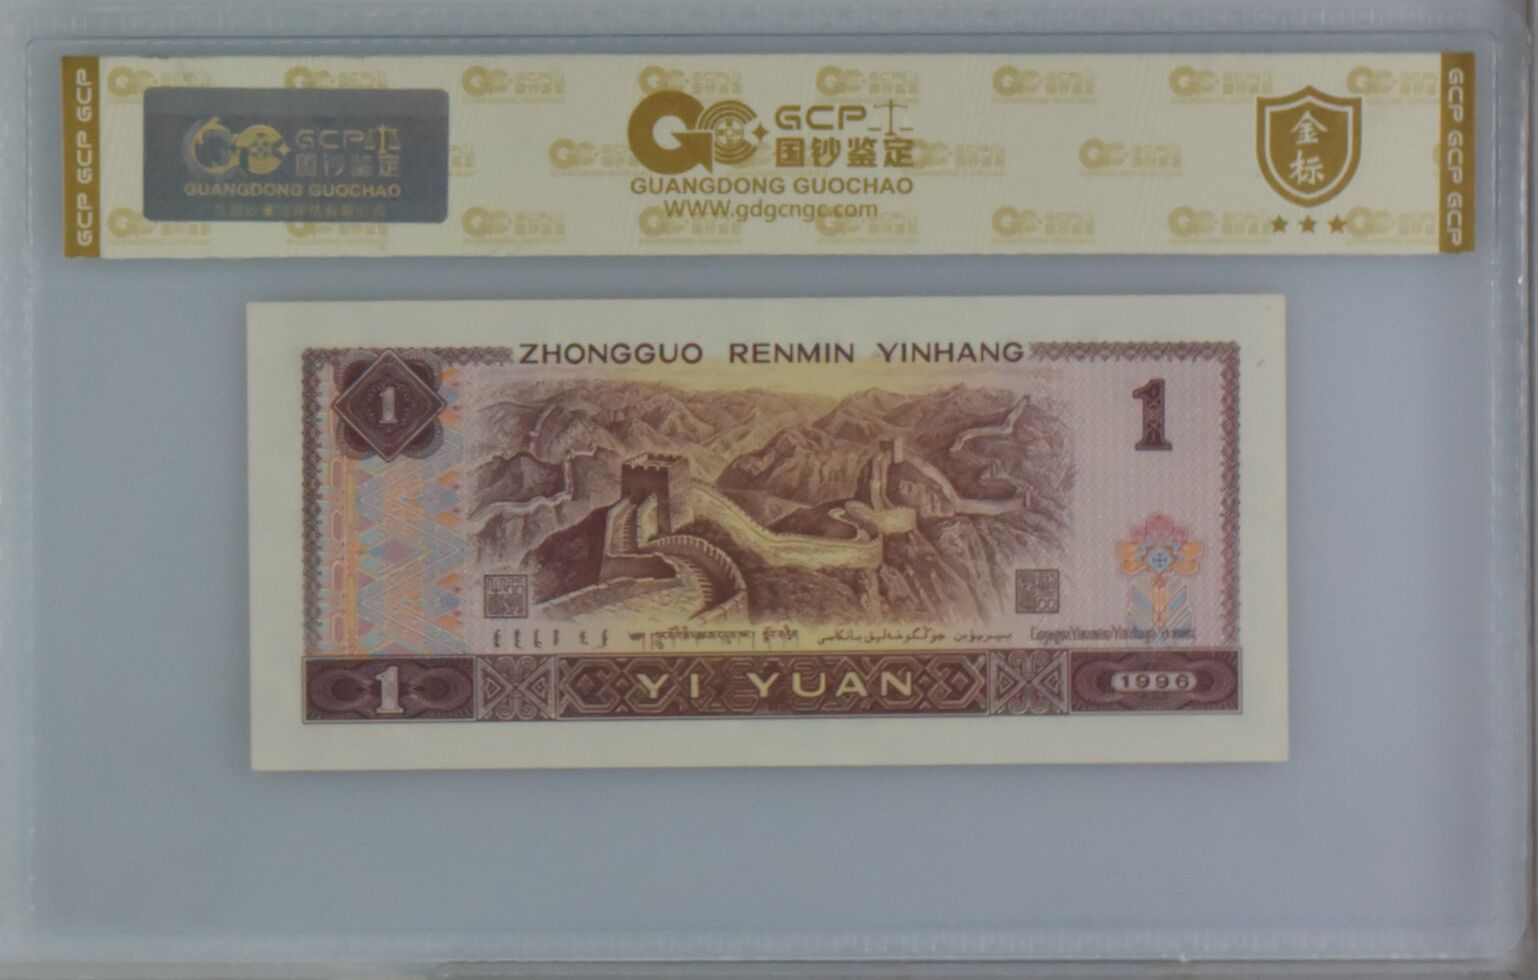 GCP GCP GCP
GCP
国钞鉴定
GUANGDONG GUOCHAO
GCP
国钞鉴定
GUANGDONG GUOCHAO
www.gdgcngc.com
金标
GCP GCP GCP
ZHONGGUO RENMIN YINHANG
1
1
1
YI YUAN
1996